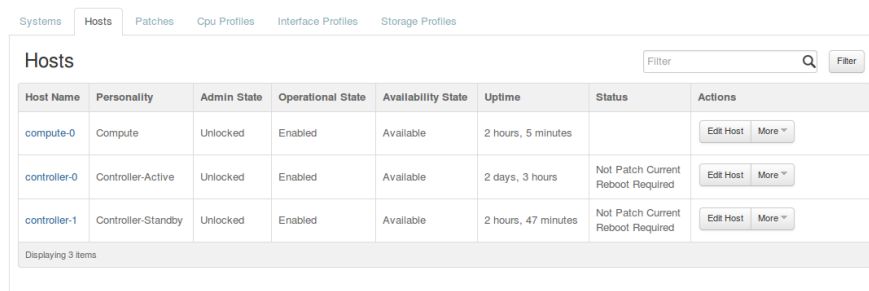 Systems Hosts Patches Cpu Profiles Interface Profiles Storage Profiles
Hosts
Filter Filter
Host Name Personality Admin State Operational State Availability State Uptime Status Actions
compute-0 Compute Unlocked Enabled Available 2 hours, 5 minutes Edit Host More
controller-0 Controller-Active Unlocked Enabled Available 2 days, 3 hours Not Patch Current
Reboot Required Edit Host More
controller-1 Controller-Standby Unlocked Enabled Available 2 hours, 47 minutes Not Patch Current
Reboot Required Edit Host More
Displaying 3 items